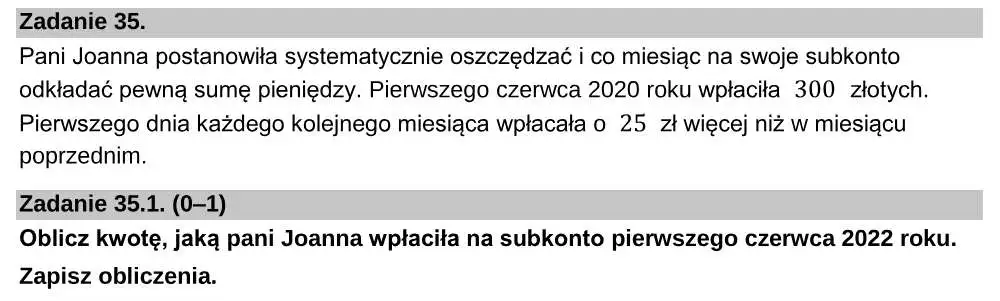 Zadanie 35.
Pani Joanna postanowiła systematycznie oszczędzać i co miesiąc na swoje subkonto
odkładać pewną sumę pieniędzy. Pierwszego czerwca 2020 roku wpłaciła 300 złotych.
Pierwszego dnia każdego kolejnego miesiąca wpłacała o 25 zł więcej niż w miesiącu
poprzednim.
Zadanie 35.1. (0–1)
Oblicz kwotę, jaką pani Joanna wpłaciła na subkonto pierwszego czerwca 2022 roku.
Zapisz obliczenia.